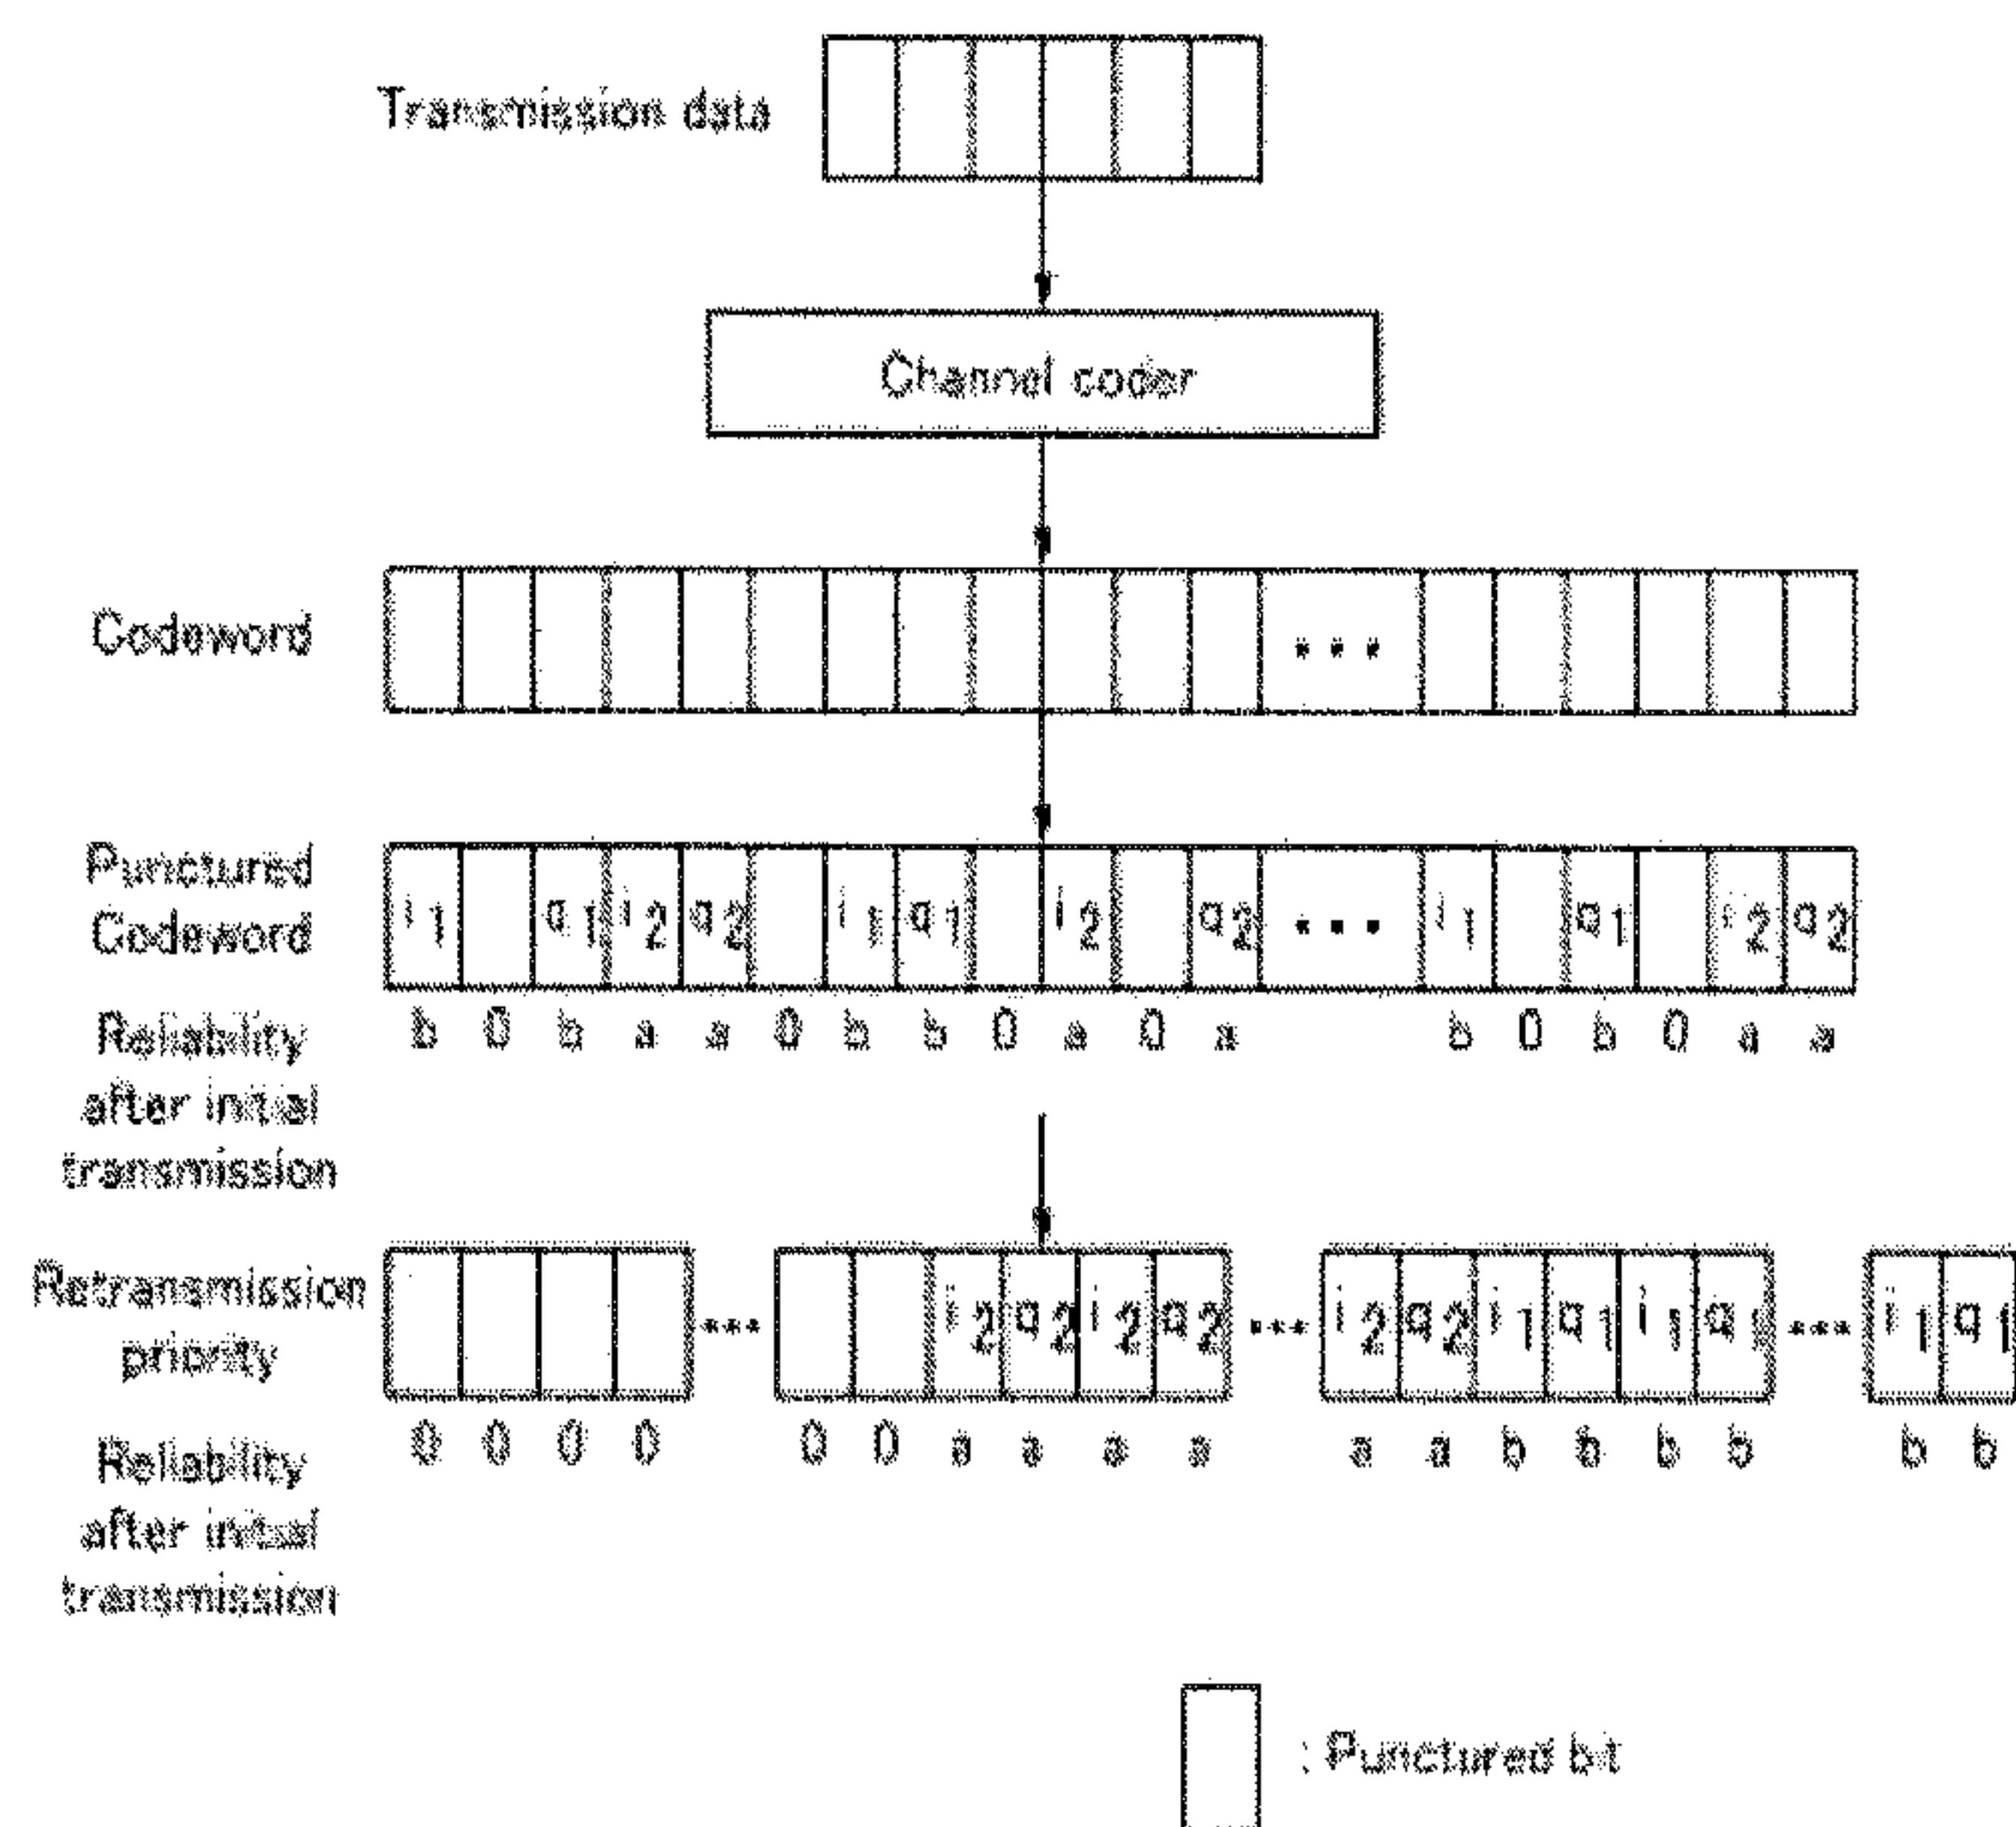 Transmission data
Channel coder
Codeword
...
Punctured
Codeword
i1 q1 i2 q2 i1 q1 i2 q2 ... i1 q1 i2 q2
Reliability
after initial
transmission
b 0 b a a 0 b b 0 a 0 a b 0 b 0 a a
Retransmission
priority
... i2 q2 i2 q2 ... i2 q2 i1 q1 i1 q1 ... i1 q1
Reliability
after initial
transmission
0 0 0 0 0 0 a a a a a a b b b b b b
: Punctured bit